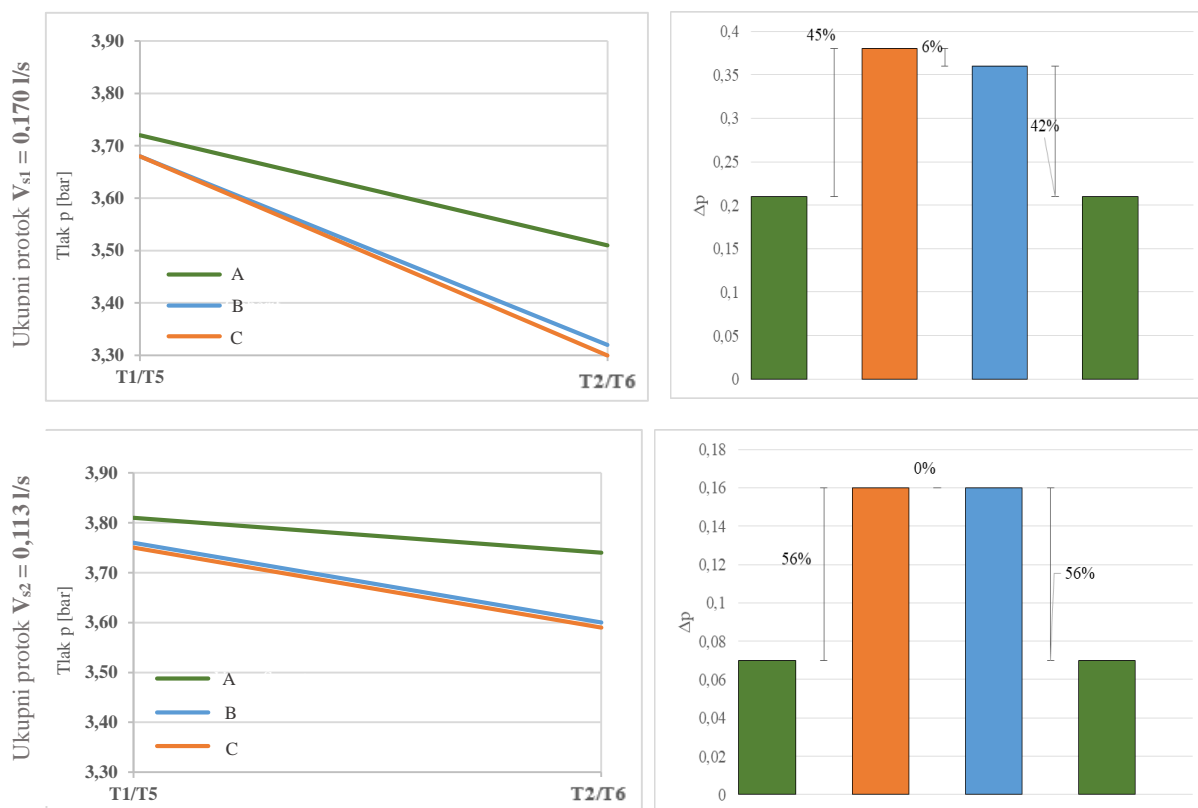 Ukupni protok Vs1 = 0.170 l/s
Tlak p [bar]
3,90
3,80
3,70
3,60
3,50
3,40
3,30
A
B
C
T1/T5
T2/T6
Δp
0,4
0,35
0,3
0,25
0,2
0,15
0,1
0,05
0
45%
6%
42%
Ukupni protok Vs2 = 0,113 l/s
Tlak p [bar]
3,90
3,80
3,70
3,60
3,50
3,40
3,30
A
B
C
T1/T5
T2/T6
Δp
0,18
0,16
0,14
0,12
0,1
0,08
0,06
0,04
0,02
0
0%
56%
56%